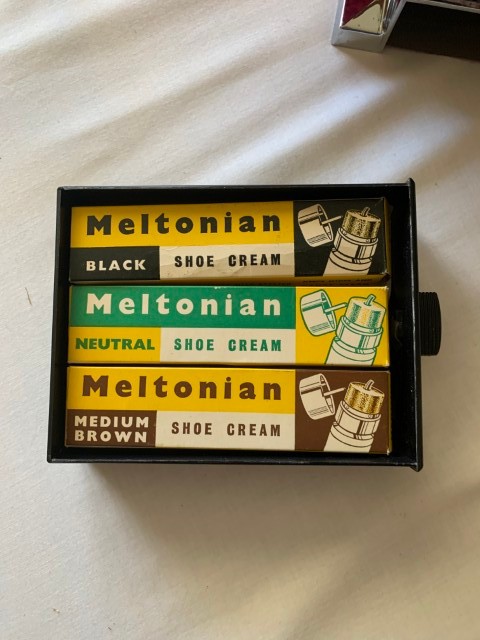 Meltonian
BLACK SHOE CREAM
Meltonian
NEUTRAL SHOE CREAM
Meltonian
MEDIUM BROWN SHOE CREAM